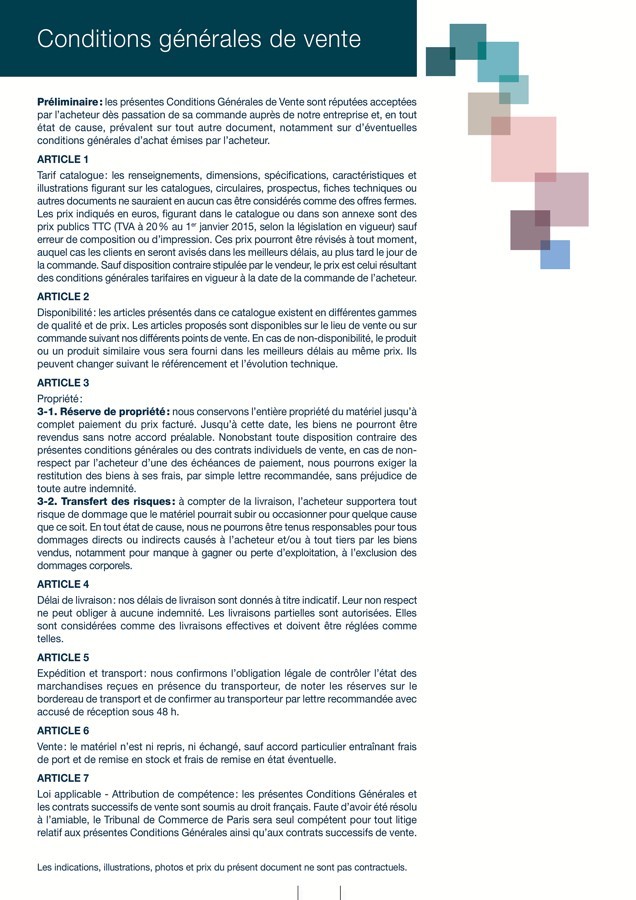 Conditions générales de vente
Préliminaire : les présentes Conditions Générales de Vente sont réputées acceptées
par l'acheteur dès passation de sa commande auprès de notre entreprise et, en tout
état de cause, prévalent sur tout autre document, notamment sur d'éventuelles
conditions générales d'achat émises par l'acheteur.
ARTICLE 1
Tarif catalogue : les renseignements, dimensions, spécifications, caractéristiques et
illustrations figurant sur les catalogues, circulaires, prospectus, fiches techniques ou
autres documents ne sauraient en aucun cas être considérés comme des offres fermes.
Les prix indiqués en euros, figurant dans le catalogue ou dans son annexe sont des
prix publics TTC (TVA à 20 % au 1er janvier 2015, selon la législation en vigueur) sauf
erreur de composition ou d'impression. Ces prix pourront être révisés à tout moment,
auquel cas les clients en seront avisés dans les meilleurs délais, au plus tard le jour de
la commande. Sauf disposition contraire stipulée par le vendeur, le prix est celui résultant
des conditions générales tarifaires en vigueur à la date de la commande de l'acheteur.
ARTICLE 2
Disponibilité : les articles présentés dans ce catalogue existent en différentes gammes
de qualité et de prix. Les articles proposés sont disponibles sur le lieu de vente ou sur
commande suivant nos différents points de vente. En cas de non-disponibilité, le produit
ou un produit similaire vous sera fourni dans les meilleurs délais au même prix. Ils
peuvent changer suivant le référencement et l'évolution technique.
ARTICLE 3
Propriété :
3-1. Réserve de propriété : nous conservons l'entière propriété du matériel jusqu'à
complet paiement du prix facturé. Jusqu'à cette date, les biens ne pourront être
revendus sans notre accord préalable. Nonobstant toute disposition contraire des
présentes conditions générales ou des contrats individuels de vente, en cas de non-
respect par l'acheteur d'une des échéances de paiement, nous pourrons exiger la
restitution des biens à ses frais, par simple lettre recommandée, sans préjudice de
toute autre indemnité.
3-2. Transfert des risques : à compter de la livraison, l'acheteur supportera tout
risque de dommage que le matériel pourrait subir ou occasionner pour quelque cause
que ce soit. En tout état de cause, nous ne pourrons être tenus responsables pour tous
dommages directs ou indirects causés à l'acheteur et/ou à tout tiers par les biens
vendus, notamment pour manque à gagner ou perte d'exploitation, à l'exclusion des
dommages corporels.
ARTICLE 4
Délai de livraison : nos délais de livraison sont donnés à titre indicatif. Leur non respect
ne peut obliger à aucune indemnité. Les livraisons partielles sont autorisées. Elles
sont considérées comme des livraisons effectives et doivent être réglées comme
telles.
ARTICLE 5
Expédition et transport : nous confirmons l'obligation légale de contrôler l'état des
marchandises reçues en présence du transporteur, de noter les réserves sur le
bordereau de transport et de confirmer au transporteur par lettre recommandée avec
accusé de réception sous 48 h.
ARTICLE 6
Vente : le matériel n'est ni repris, ni échangé, sauf accord particulier entraînant frais
de port et de remise en stock et frais de remise en état éventuelle.
ARTICLE 7
Loi applicable - Attribution de compétence : les présentes Conditions Générales et
les contrats successifs de vente sont soumis au droit français. Faute d'avoir été résolu
à l'amiable, le Tribunal de Commerce de Paris sera seul compétent pour tout litige
relatif aux présentes Conditions Générales ainsi qu'aux contrats successifs de vente.
Les indications, illustrations, photos et prix du présent document ne sont pas contractuels.